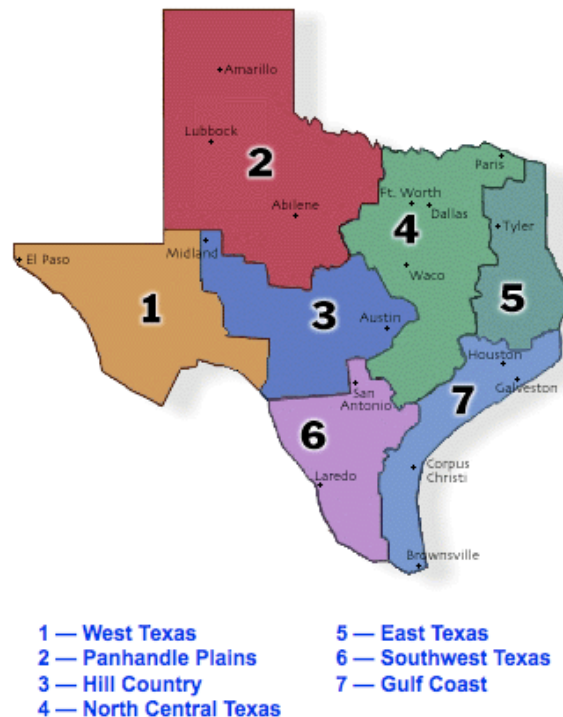 Amarillo
Lubbock
2
Abilene
Paris
Ft. Worth
Dallas
4
Tyler
Midland
El Paso
Waco
5
1
3
Austin
Houston
Galveston
San
Antonio
7
6
Laredo
Corpus
Christi
Brownsville
1 — West Texas
2 — Panhandle Plains
3 — Hill Country
4 — North Central Texas
5 — East Texas
6 — Southwest Texas
7 — Gulf Coast